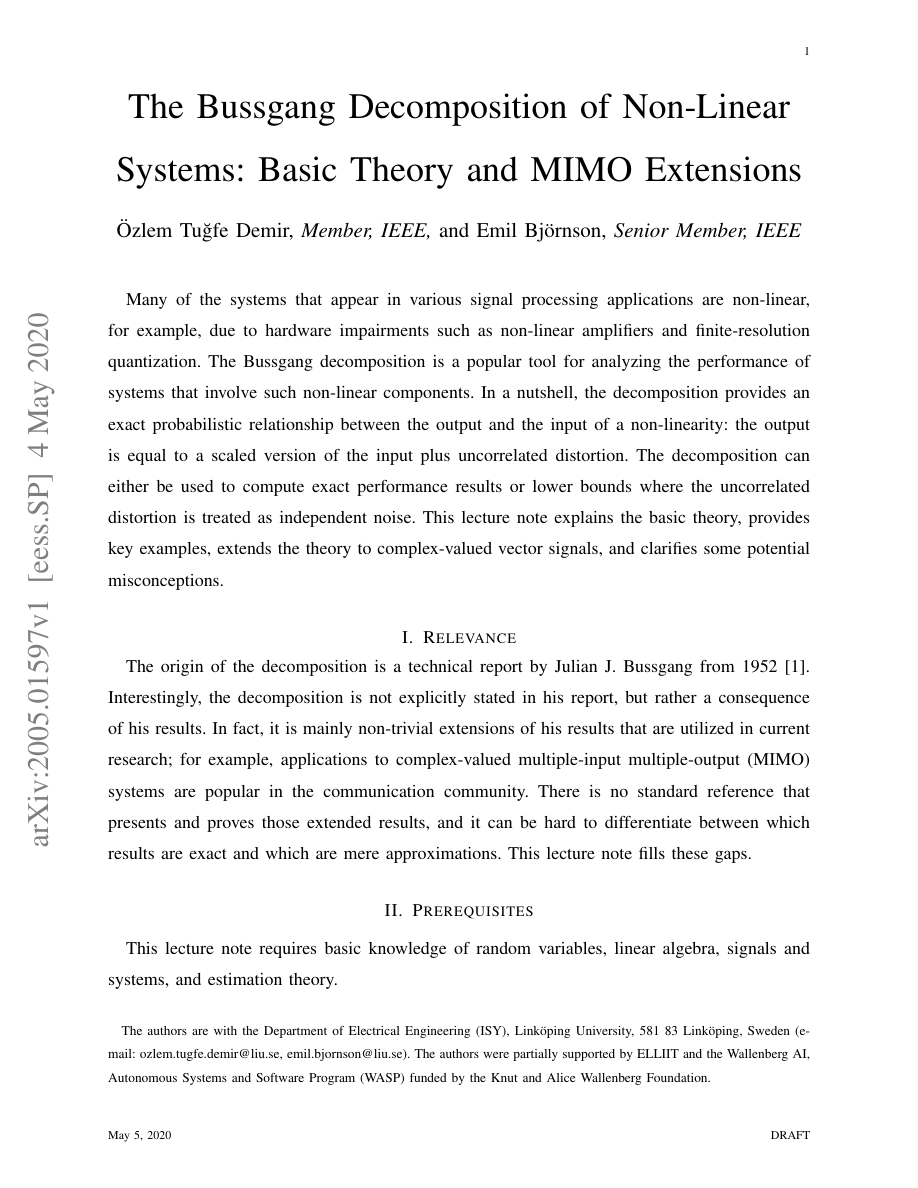 1
The Bussgang Decomposition of Non-Linear
Systems: Basic Theory and MIMO Extensions
Özlem Tuğfe Demir, Member, IEEE, and Emil Björnson, Senior Member, IEEE
Many of the systems that appear in various signal processing applications are non-linear,
for example, due to hardware impairments such as non-linear amplifiers and finite-resolution
quantization. The Bussgang decomposition is a popular tool for analyzing the performance of
systems that involve such non-linear components. In a nutshell, the decomposition provides an
exact probabilistic relationship between the output and the input of a non-linearity: the output
is equal to a scaled version of the input plus uncorrelated distortion. The decomposition can
either be used to compute exact performance results or lower bounds where the uncorrelated
distortion is treated as independent noise. This lecture note explains the basic theory, provides
key examples, extends the theory to complex-valued vector signals, and clarifies some potential
misconceptions.
I. RELEVANCE
The origin of the decomposition is a technical report by Julian J. Bussgang from 1952 [1].
Interestingly, the decomposition is not explicitly stated in his report, but rather a consequence
of his results. In fact, it is mainly non-trivial extensions of his results that are utilized in current
research; for example, applications to complex-valued multiple-input multiple-output (MIMO)
systems are popular in the communication community. There is no standard reference that
presents and proves those extended results, and it can be hard to differentiate between which
results are exact and which are mere approximations. This lecture note fills these gaps.
II. PREREQUISITES
This lecture note requires basic knowledge of random variables, linear algebra, signals and
systems, and estimation theory.
The authors are with the Department of Electrical Engineering (ISY), Linköping University, 581 83 Linköping, Sweden (e-
mail: ozlem.tugfe.demir@liu.se, emil.bjornson@liu.se). The authors were partially supported by ELLIIT and the Wallenberg AI,
Autonomous Systems and Software Program (WASP) funded by the Knut and Alice Wallenberg Foundation.
May 5, 2020 DRAFT
arXiv:2005.01597v1 [eess.SP] 4 May 2020